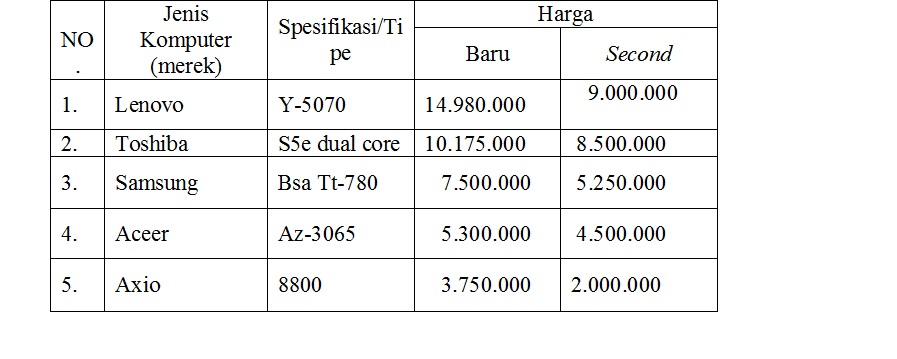 NO
.
Jenis
Komputer
(merek)
Spesifikasi/Ti
pe
Harga
Baru
Second
1. Lenovo Y-5070 14.980.000 9.000.000
2. Toshiba S5e dual core 10.175.000 8.500.000
3. Samsung Bsa Tt-780 7.500.000 5.250.000
4. Aceer Az-3065 5.300.000 4.500.000
5. Axio 8800 3.750.000 2.000.000